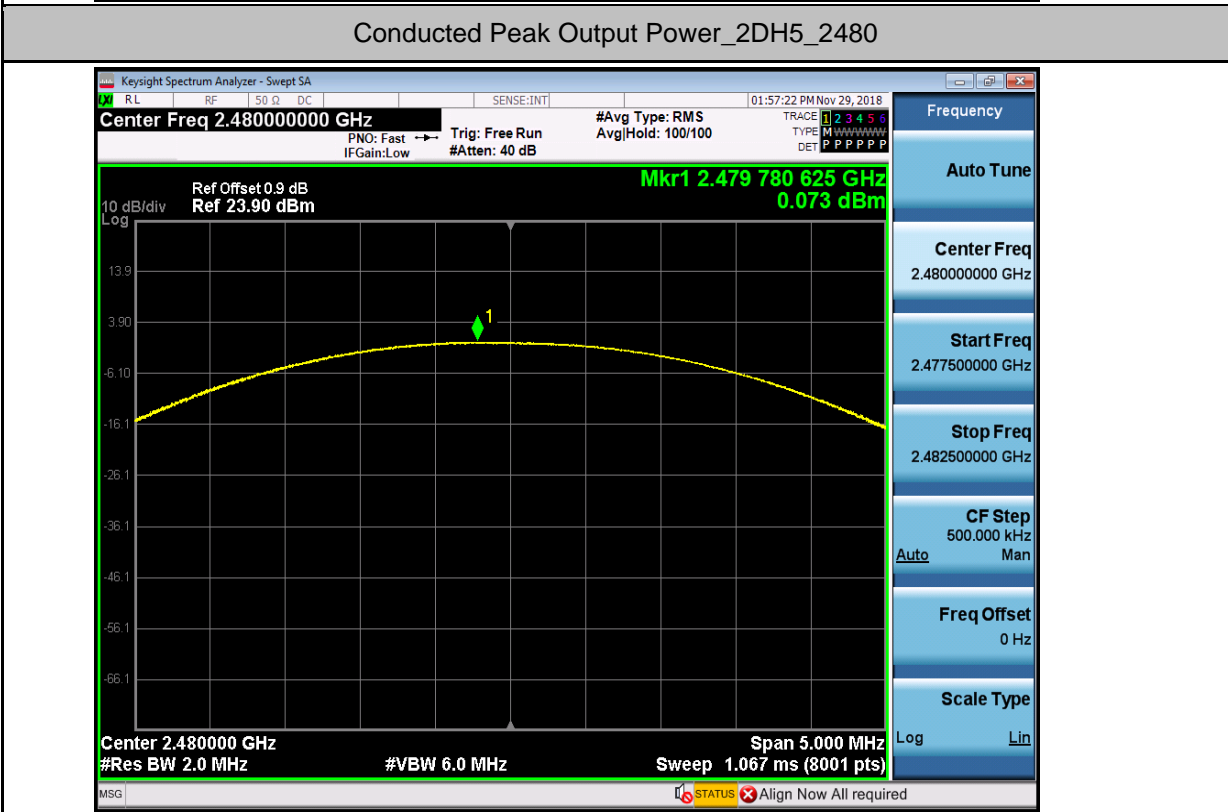 Conducted Peak Output Power_2DH5_2480
Keysight Spectrum Analyzer - Swept SA
LXI RL RF 50 Ω DC SENSE:INT 01:57:22 PM Nov 29, 2018
Center Freq 2.480000000 GHz
PNO: Fast
IFGain:Low
Trig: Free Run
#Atten: 40 dB
#Avg Type: RMS
Avg|Hold: 100/100
TRACE 1 2 3 4 5 6
TYPE M WWWWW
DET P P P P P P
Ref Offset 0.9 dB
10 dB/div Ref 23.90 dBm
Log
Mkr1 2.479 780 625 GHz
0.073 dBm
1
13.9
3.90
-6.10
-16.1
-26.1
-36.1
-46.1
-56.1
-66.1
Center 2.480000 GHz Span 5.000 MHz
#Res BW 2.0 MHz #VBW 6.0 MHz Sweep 1.067 ms (8001 pts)
Frequency
Auto Tune
Center Freq
2.480000000 GHz
Start Freq
2.477500000 GHz
Stop Freq
2.482500000 GHz
CF Step
500.000 kHz
Auto Man
Freq Offset
0 Hz
Scale Type
Log Lin
MSG STATUS Align Now All required